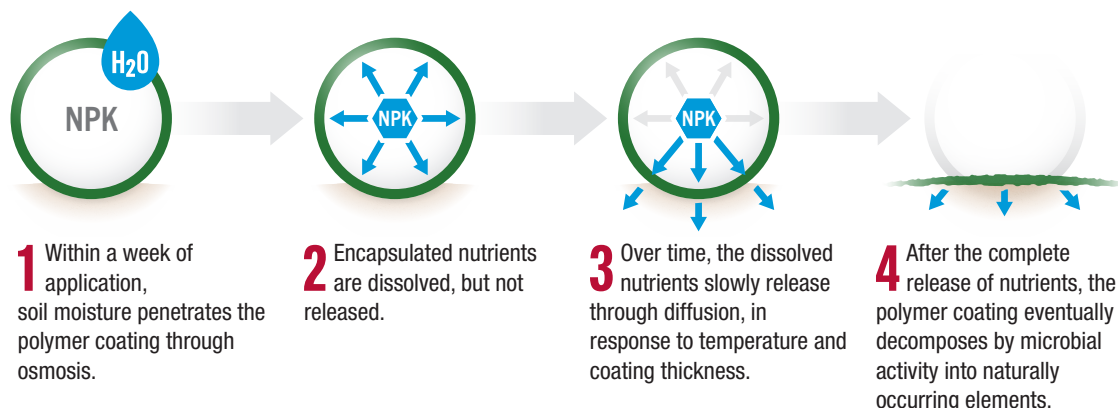 H2O
NPK
NPK
NPK
1 Within a week of
application,
soil moisture penetrates the
polymer coating through
osmosis.
2 Encapsulated nutrients
are dissolved, but not
released.
3 Over time, the dissolved
nutrients slowly release
through diffusion, in
response to temperature and
coating thickness.
4 After the complete
release of nutrients, the
polymer coating eventually
decomposes by microbial
activity into naturally
occurring elements.